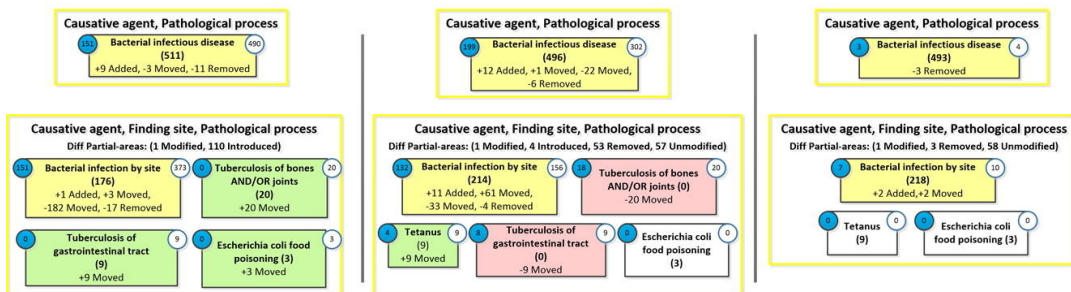 Causative agent, Pathological process
151
Bacterial infectious disease
490
(511)
+9 Added, -3 Moved, -11 Removed
Causative agent, Finding site, Pathological process
Diff Partial-areas: (1 Modified, 110 Introduced)
151
Bacterial infection by site
373
(176)
+1 Added, +3 Moved,
-182 Moved, -17 Removed
0
Tuberculosis of bones
20
AND/OR joints
(20)
+20 Moved
0
Tuberculosis of
9
gastrointestinal tract
(9)
+9 Moved
0
Escherichia coli food
3
poisoning (3)
+3 Moved
Causative agent, Pathological process
199
Bacterial infectious disease
302
(496)
+12 Added, +1 Moved, -22 Moved,
-6 Removed
Causative agent, Finding site, Pathological process
Diff Partial-areas: (1 Modified, 4 Introduced, 53 Removed, 57 Unmodified)
132
Bacterial infection by site
156
(214)
+11 Added, +61 Moved,
-33 Moved, -4 Removed
18
Tuberculosis of bones
20
AND/OR joints (0)
-20 Moved
4
Tetanus
9
(9)
+9 Moved
8
Tuberculosis of
9
gastrointestinal tract
(0)
-9 Moved
0
Escherichia coli
0
food poisoning
(3)
Causative agent, Pathological process
3
Bacterial infectious disease
4
(493)
-3 Removed
Causative agent, Finding site, Pathological process
Diff Partial-areas: (1 Modified, 3 Removed, 58 Unmodified)
7
Bacterial infection by site
10
(218)
+2 Added,+2 Moved
0
Tetanus
0
(9)
0
Escherichia coli
0
food poisoning (3)